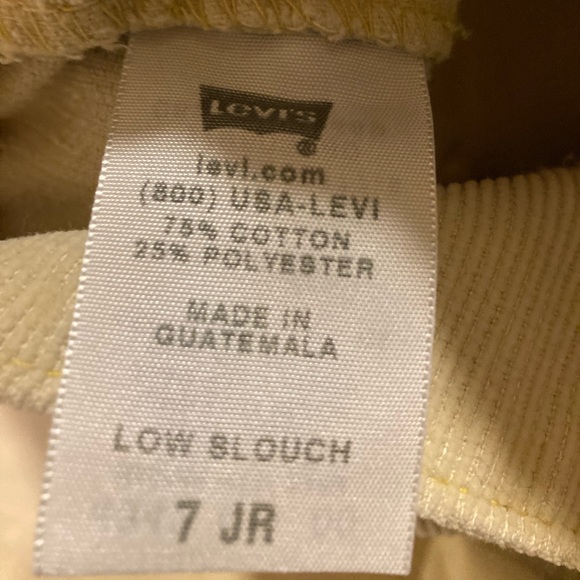 LEVI'S
®
levi.com
(800) USA-LEVI
75% COTTON
25% POLYESTER
MADE IN
GUATEMALA
LOW SLOUCH
7 JR